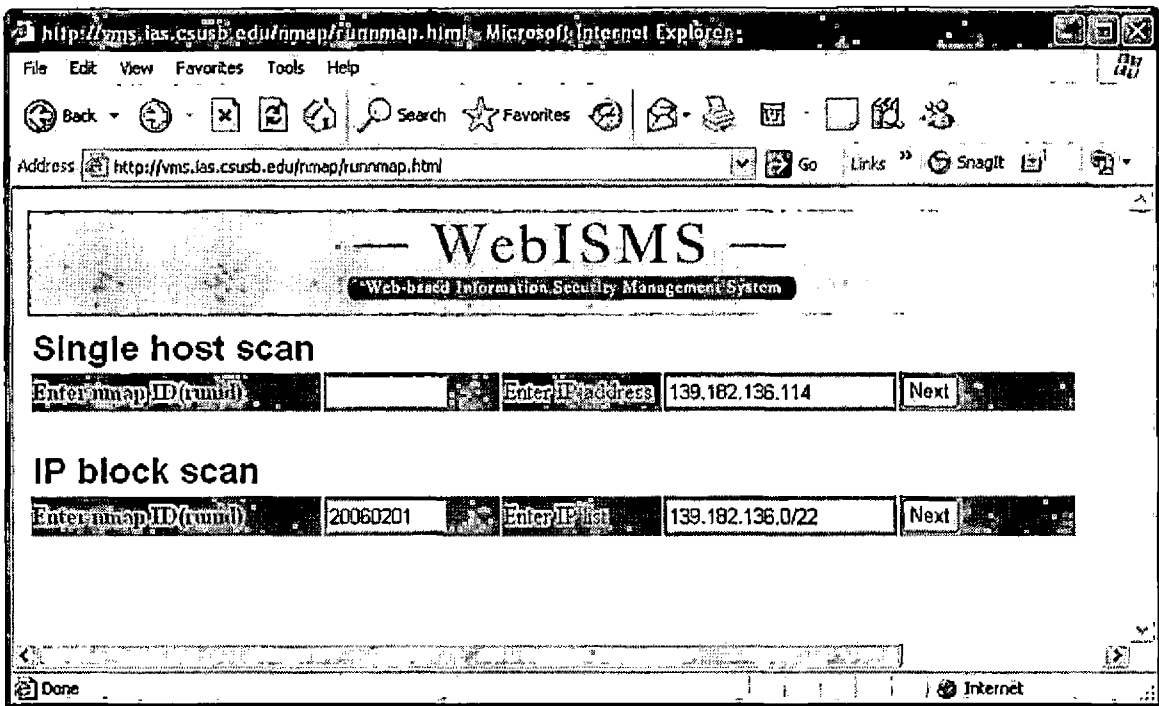 http://vms.ias.csusb.edu/nmap/runnmap.html - Microsoft Internet Explorer
File Edit View Favorites Tools Help
Back Search Favorites
Address http://vms.ias.csusb.edu/nmap/runnmap.html Go Links » SnagIt
— WebISMS —
Web-based Information Security Management System
Single host scan
Enter nmap ID(runid) Enter IP address 139.182.136.114 Next
IP block scan
Enter nmap ID(runid) 20060201 Enter IP list 139.182.136.0/22 Next
Done Internet